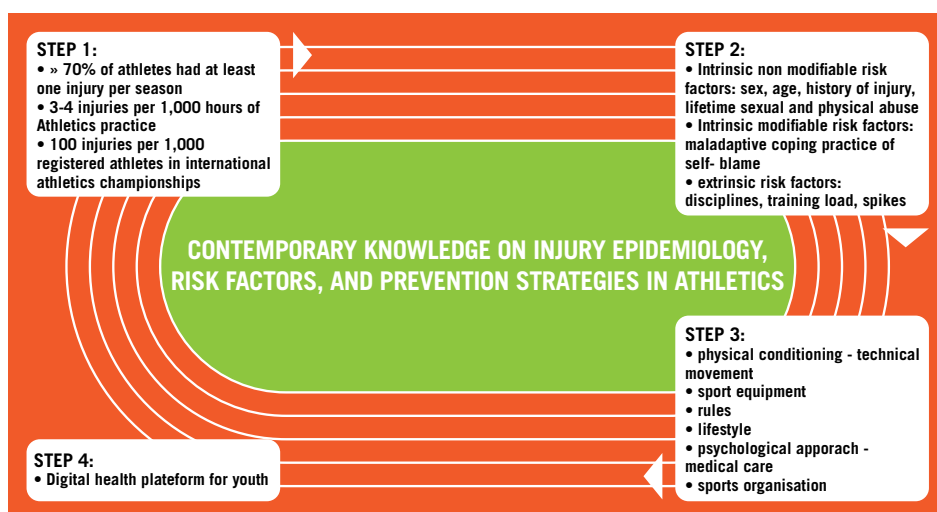 STEP 1:
• » 70% of athletes had at least
one injury per season
• 3-4 injuries per 1,000 hours of
Athletics practice
• 100 injuries per 1,000
registered athletes in international
athletics championships
STEP 2:
• Intrinsic non modifiable risk
factors: sex, age, history of injury,
lifetime sexual and physical abuse
• Intrinsic modifiable risk factors:
maladaptive coping practice of
self- blame
• extrinsic risk factors:
disciplines, training load, spikes
CONTEMPORARY KNOWLEDGE ON INJURY EPIDEMIOLOGY,
RISK FACTORS, AND PREVENTION STRATEGIES IN ATHLETICS
STEP 3:
• physical conditioning - technical
movement
• sport equipment
• rules
• lifestyle
• psychological apporach -
medical care
• sports organisation
STEP 4:
• Digital health plateform for youth